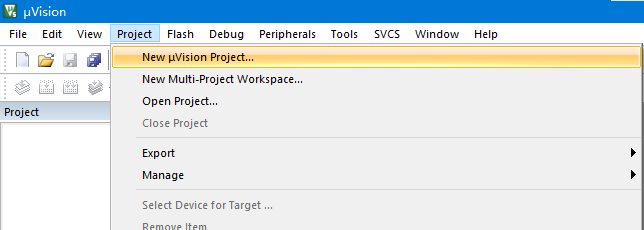 µVision
File Edit View Project Flash Debug Peripherals Tools SVCS Window Help
New µVision Project...
New Multi-Project Workspace...
Open Project...
Project
Close Project
Export
Manage
Select Device for Target ...
Remove Item